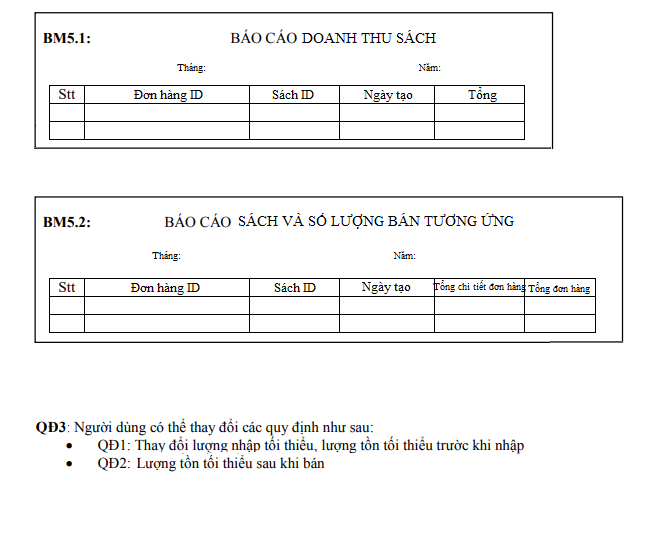 BM5.1: BÁO CÁO DOANH THU SÁCH
Tháng: Năm:
Stt Đơn hàng ID Sách ID Ngày tạo Tổng
BM5.2: BÁO CÁO SÁCH VÀ SỐ LƯỢNG BÁN TƯƠNG ỨNG
Tháng: Năm:
Stt Đơn hàng ID Sách ID Ngày tạo Tổng chi tiết đơn hàng Tổng đơn hàng
QĐ3: Người dùng có thể thay đổi các quy định như sau:
• QĐ1: Thay đổi lượng nhập tối thiểu, lượng tồn tối thiểu trước khi nhập
• QĐ2: Lượng tồn tối thiểu sau khi bán